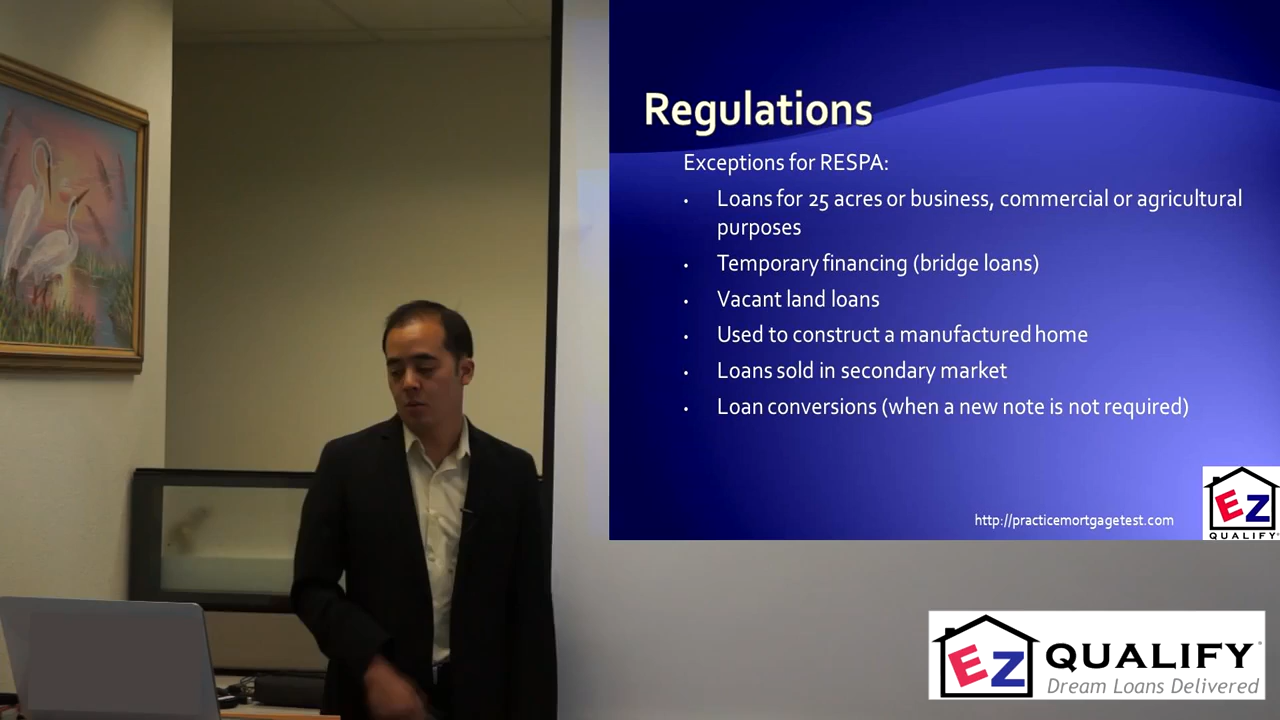 Regulations
Exceptions for RESPA:
• Loans for 25 acres or business, commercial or agricultural
purposes
• Temporary financing (bridge loans)
• Vacant land loans
• Used to construct a manufactured home
• Loans sold in secondary market
• Loan conversions (when a new note is not required)
http://practicemortgagetest.com
EZ
QUALIFY
EZ QUALIFY
Dream Loans Delivered